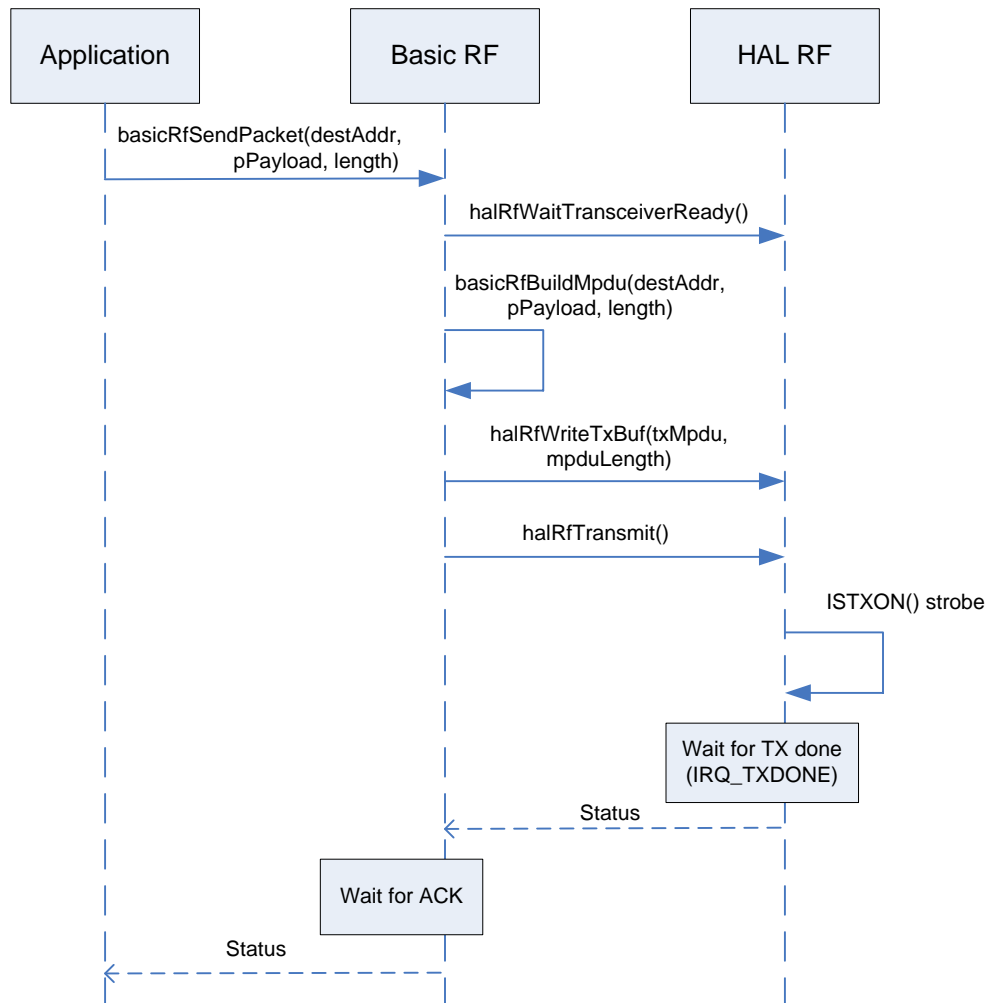 Application
Basic RF
HAL RF
basicRfSendPacket(destAddr,
pPayload, length)
halRfWaitTransceiverReady()
basicRfBuildMpdu(destAddr,
pPayload, length)
halRfWriteTxBuf(txMpdu,
mpduLength)
halRfTransmit()
ISTXON() strobe
Wait for TX done
(IRQ_TXDONE)
Status
Wait for ACK
Status